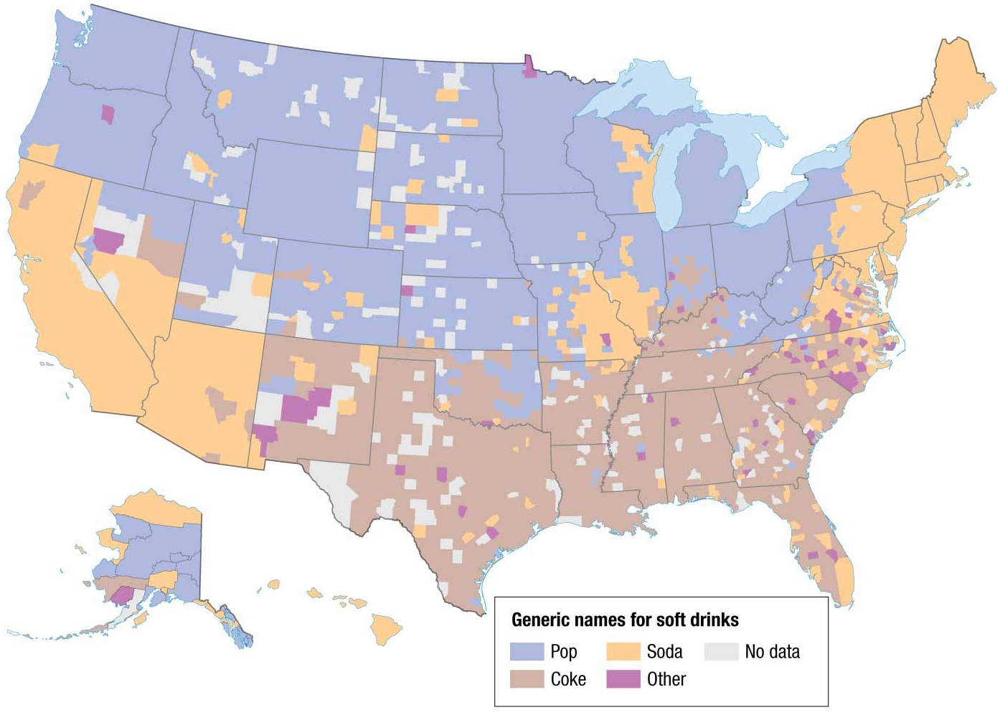 Generic names for soft drinks
Pop Soda No data
Coke Other